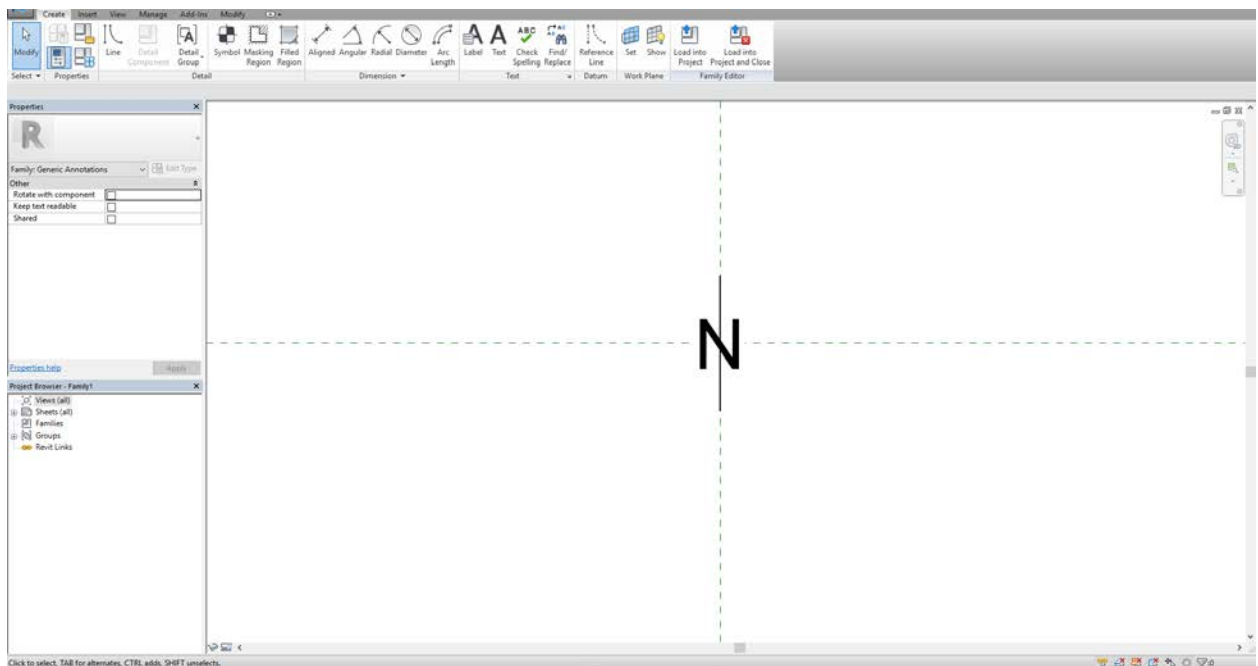 Create Insert View Manage Add-Ins Modify
Modify Line Detail Component Detail Group Symbol Masking Region Filled Region Aligned Angular Radial Diameter Arc Length Label Text Check Spelling Find/ Replace Reference Line Set Show Load into Project Load into Project and Close
Select Properties Detail Dimension Text Datum Work Plane Family Editor
Properties
R
Family: Generic Annotations Edit Type
Other
Rotate with component
Keep text readable
Shared
N
Properties help Apply
Project Browser - Family1
Views (all)
Sheets (all)
Families
Groups
Revit Links
Click to select, TAB for alternates, CTRL adds, SHIFT unselects.